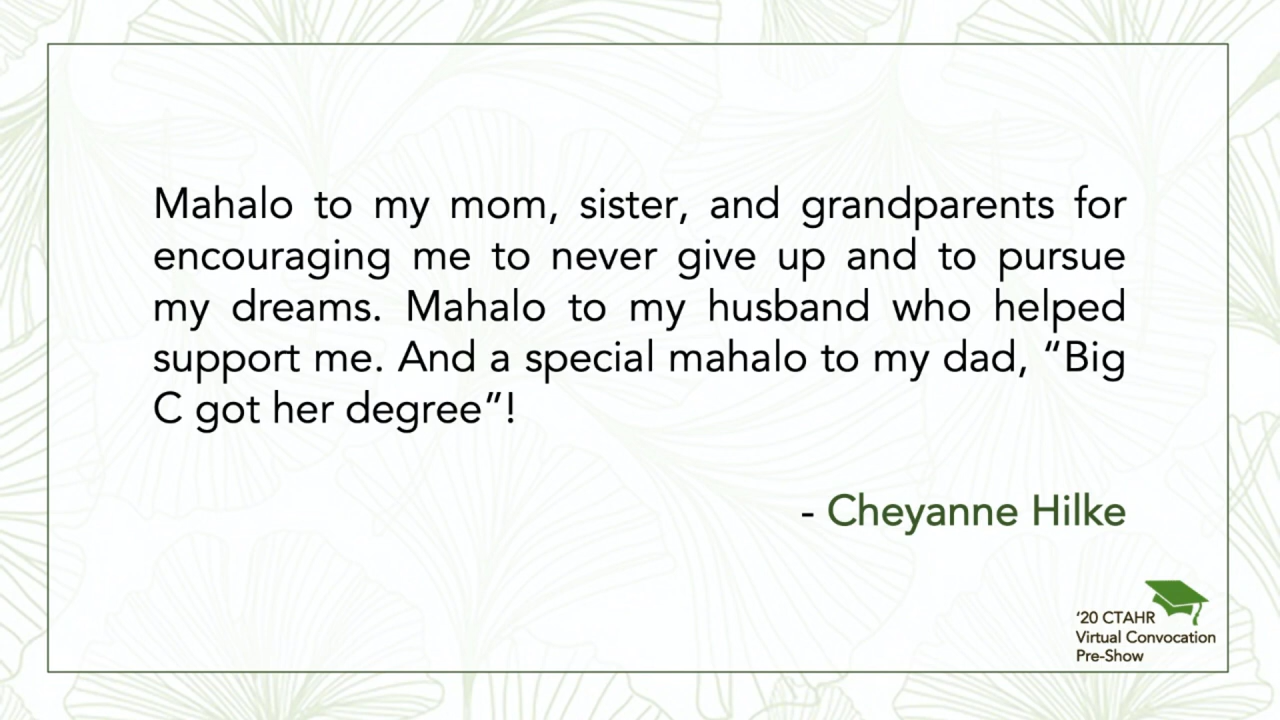 Mahalo to my mom, sister, and grandparents for
encouraging me to never give up and to pursue
my dreams. Mahalo to my husband who helped
support me. And a special mahalo to my dad, “Big
C got her degree”!
- Cheyanne Hilke
‘20 CTAHR
Virtual Convocation
Pre-Show